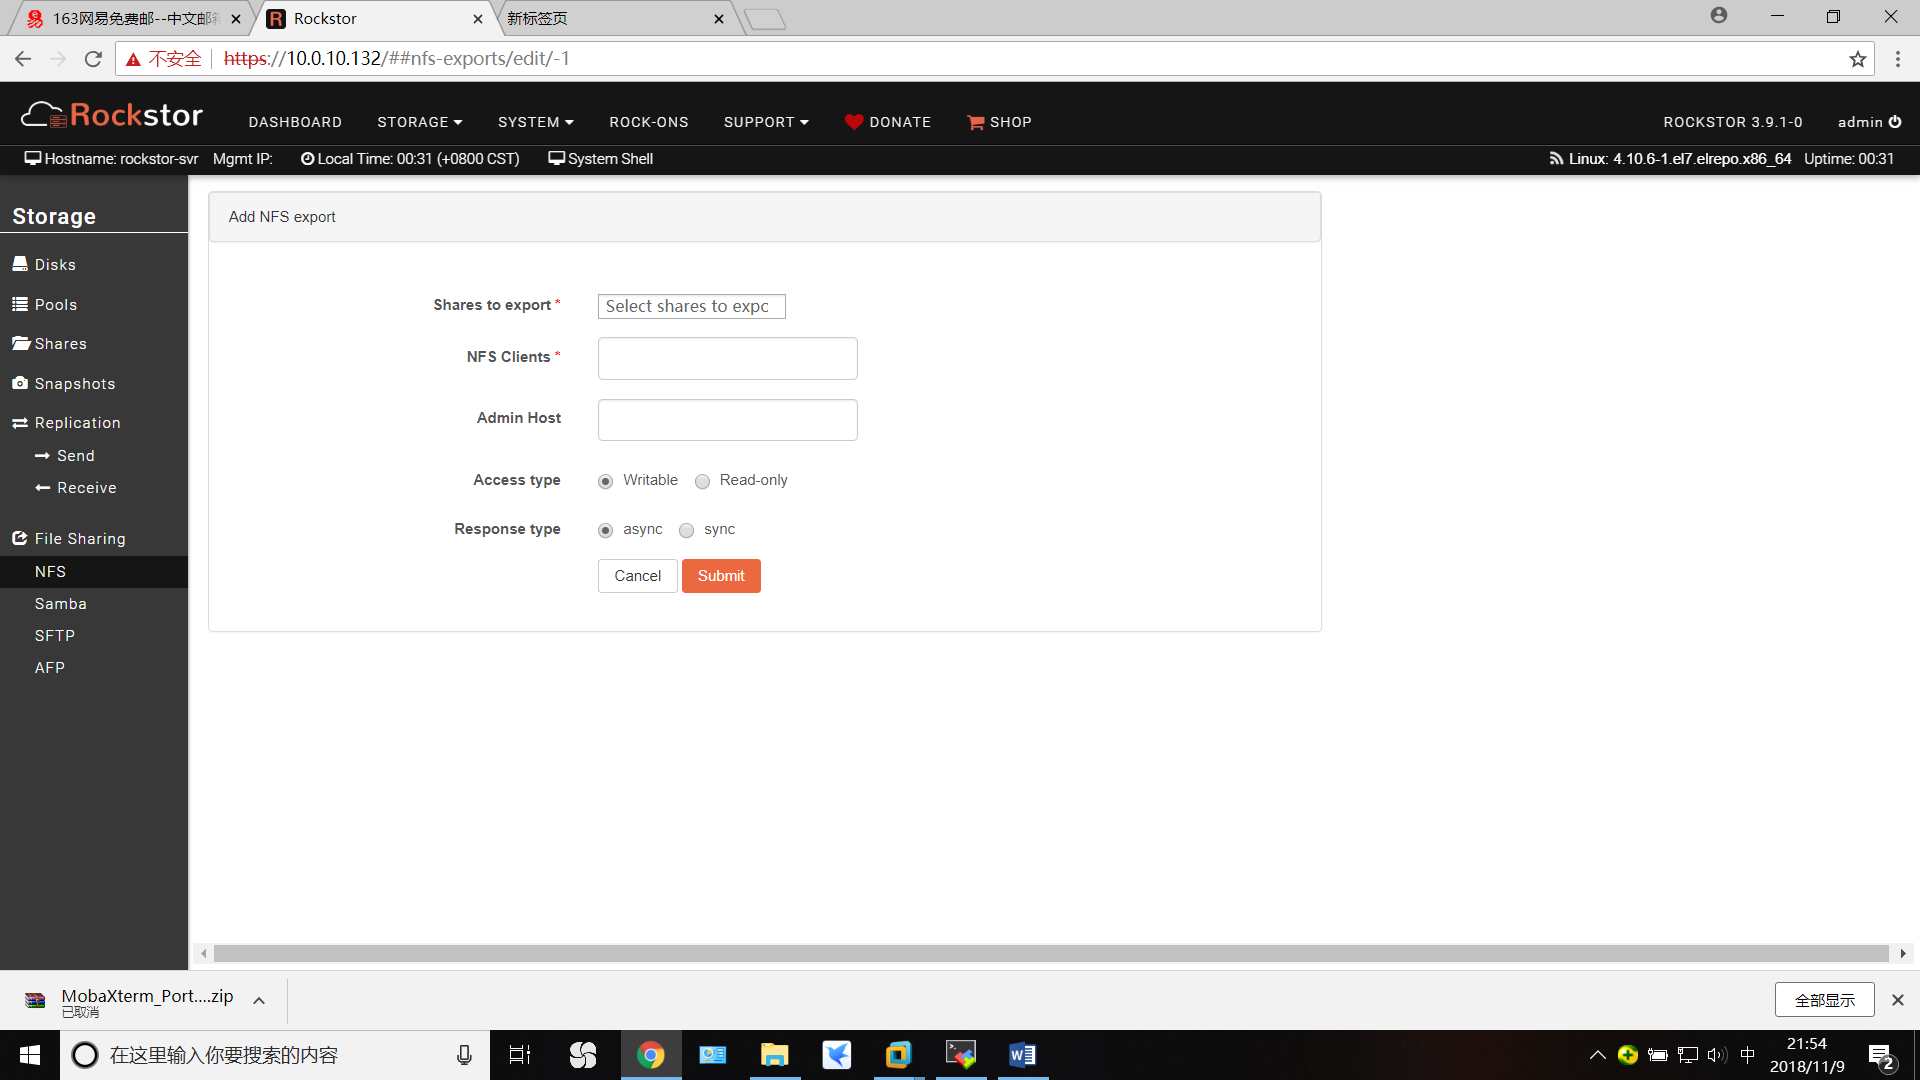 163网易免费邮--中文邮
Rockstor
新标签页
不安全
https://10.0.10.132/##nfs-exports/edit/-1
Rockstor
DASHBOARD
STORAGE
SYSTEM
ROCK-ONS
SUPPORT
DONATE
SHOP
ROCKSTOR 3.9.1-0
admin
Hostname: rockstor-svr
Mgmt IP:
Local Time: 00:31 (+0800 CST)
System Shell
Linux: 4.10.6-1.el7.elrepo.x86_64
Uptime: 00:31
Storage
Disks
Pools
Shares
Snapshots
Replication
Send
Receive
File Sharing
NFS
Samba
SFTP
AFP
Add NFS export
Shares to export *
Select shares to expo
NFS Clients *
Admin Host
Access type
Writable
Read-only
Response type
async
sync
Cancel
Submit
MobaXterm_Port....zip
已取消
全部显示
在这里输入你要搜索的内容
中
21:54
2018/11/9
2